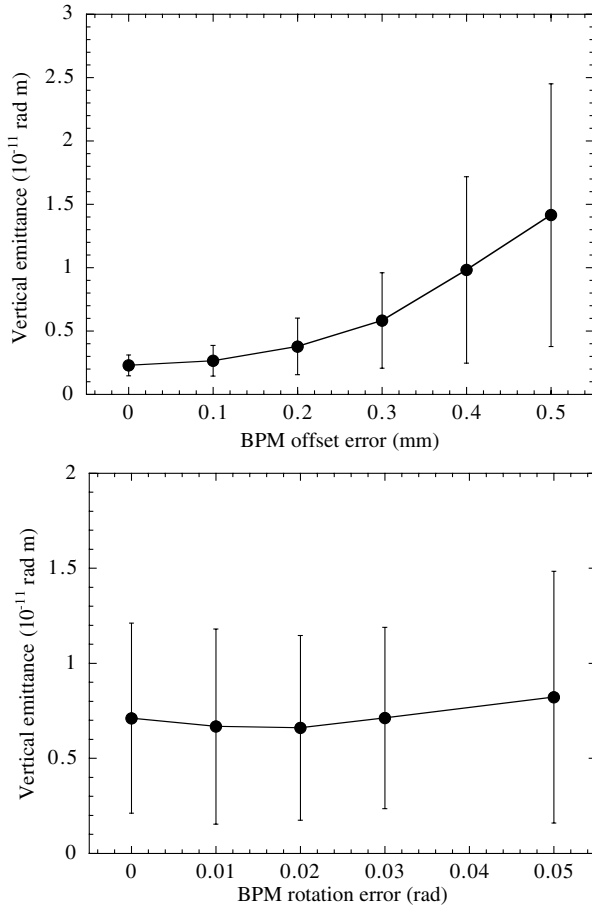 3
2.5
2
1.5
1
0.5
0
Vertical emittance (10⁻¹¹ rad m)
0 0.1 0.2 0.3 0.4 0.5
BPM offset error (mm)
2
1.5
1
0.5
0
Vertical emittance (10⁻¹¹ rad m)
0 0.01 0.02 0.03 0.04 0.05
BPM rotation error (rad)